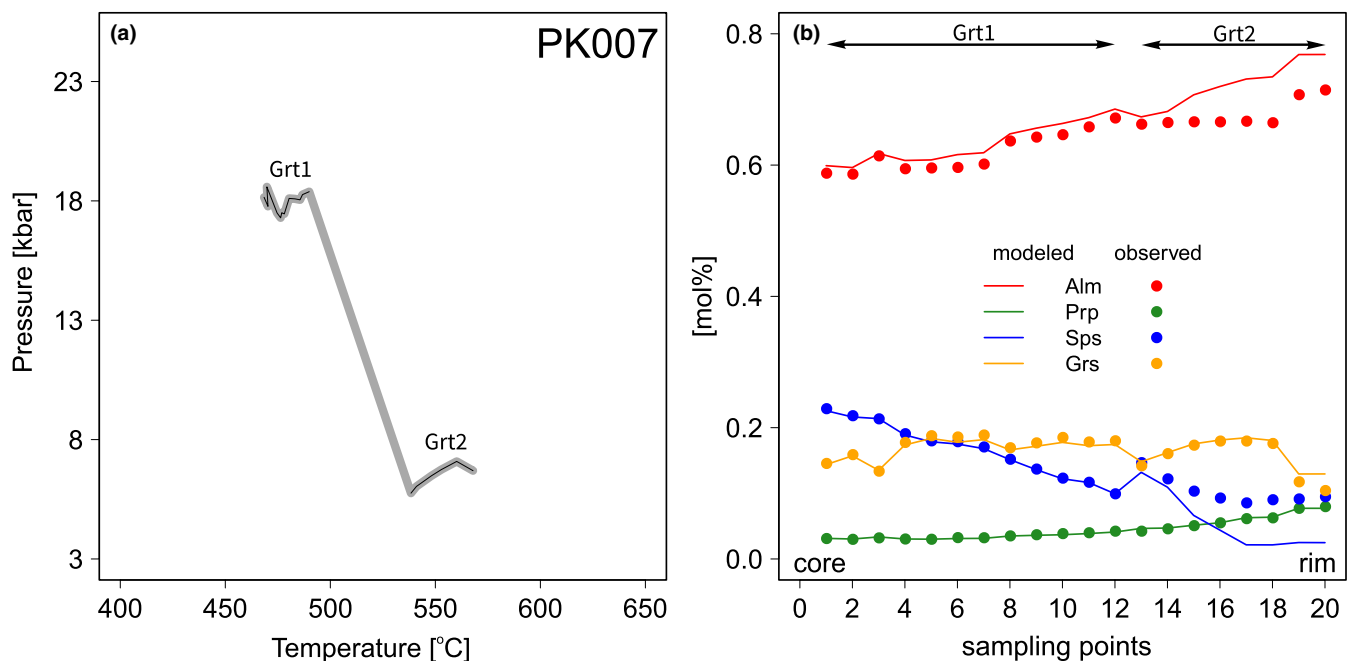 (a)
PK007
Pressure [kbar]
23
18
13
8
3
Grt1
Grt2
400 450 500 550 600 650
Temperature [°C]
(b)
Grt1 Grt2
[mol%]
0.8
0.6
0.4
0.2
0.0
modeled observed
Alm
Prp
Sps
Grs
core rim
0 2 4 6 8 10 12 14 16 18 20
sampling points